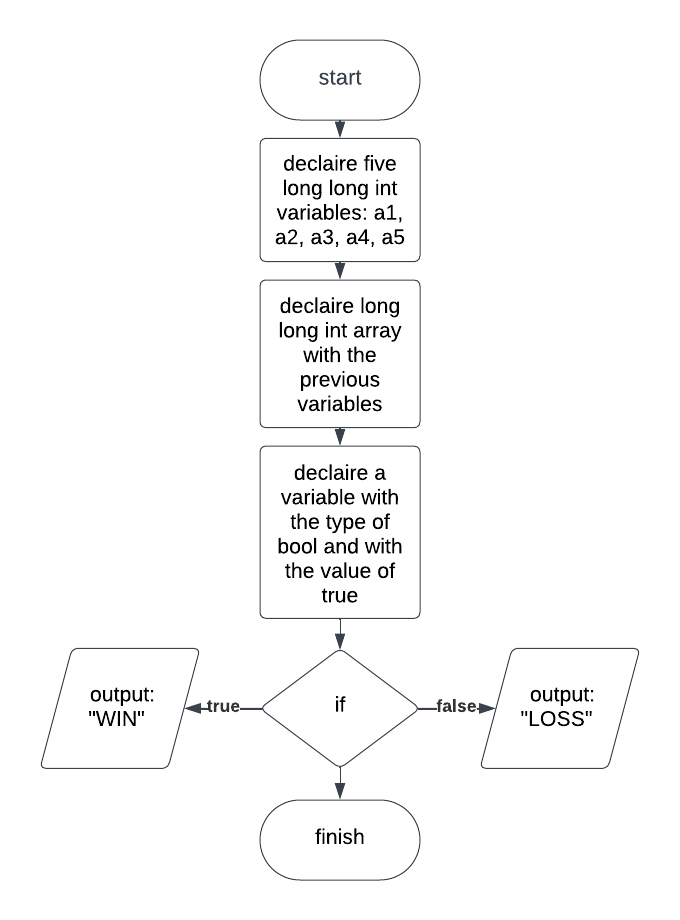 start
declaire five
long long int
variables: a1,
a2, a3, a4, a5
declaire long
long int array
with the
previous
variables
declaire a
variable with
the type of
bool and with
the value of
true
output:
"WIN"
true
if
false
output:
"LOSS"
finish